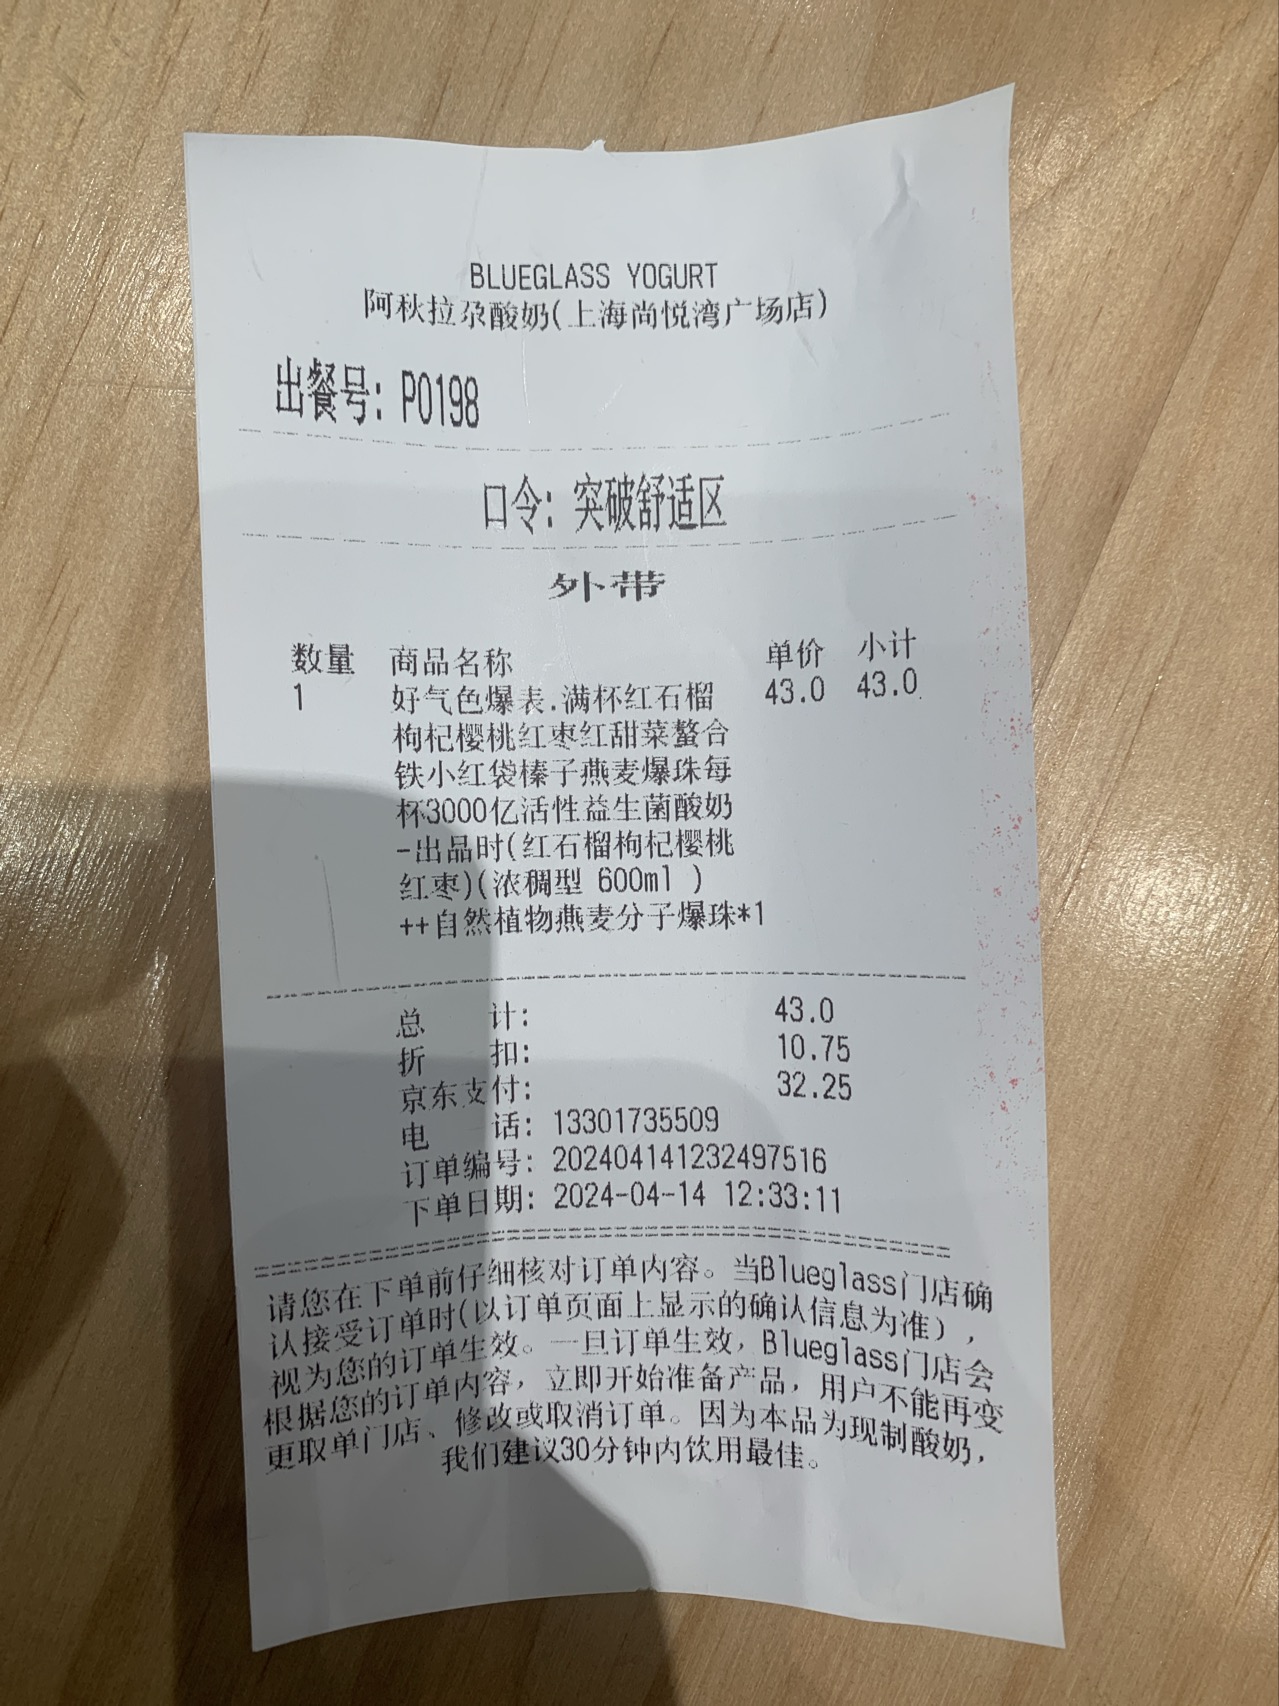 BLUEGLASS YOGURT
阿秋拉尕酸奶(上海尚悦湾广场店)
出餐号: P0198
口令: 突破舒适区
外带
数量 商品名称 单价 小计
1 好气色爆表.满杯红石榴 43.0 43.0
枸杞樱桃红枣红甜菜螯合
铁小红袋榛子燕麦爆珠每
杯3000亿活性益生菌酸奶
-出品时(红石榴枸杞樱桃
红枣)(浓稠型 600ml )
++自然植物燕麦分子爆珠*1
总 计: 43.0
折 扣: 10.75
京东支付: 32.25
电 话: 13301735509
订单编号: 202404141232497516
下单日期: 2024-04-14 12:33:11
请您在下单前仔细核对订单内容。当Blueglass门店确
认接受订单时(以订单页面上显示的确认信息为准),
视为您的订单生效。一旦订单生效, Blueglass门店会
根据您的订单内容, 立即开始准备产品, 用户不能再变
更取单门店、修改或取消订单。因为本品为现制酸奶,
我们建议30分钟内饮用最佳。